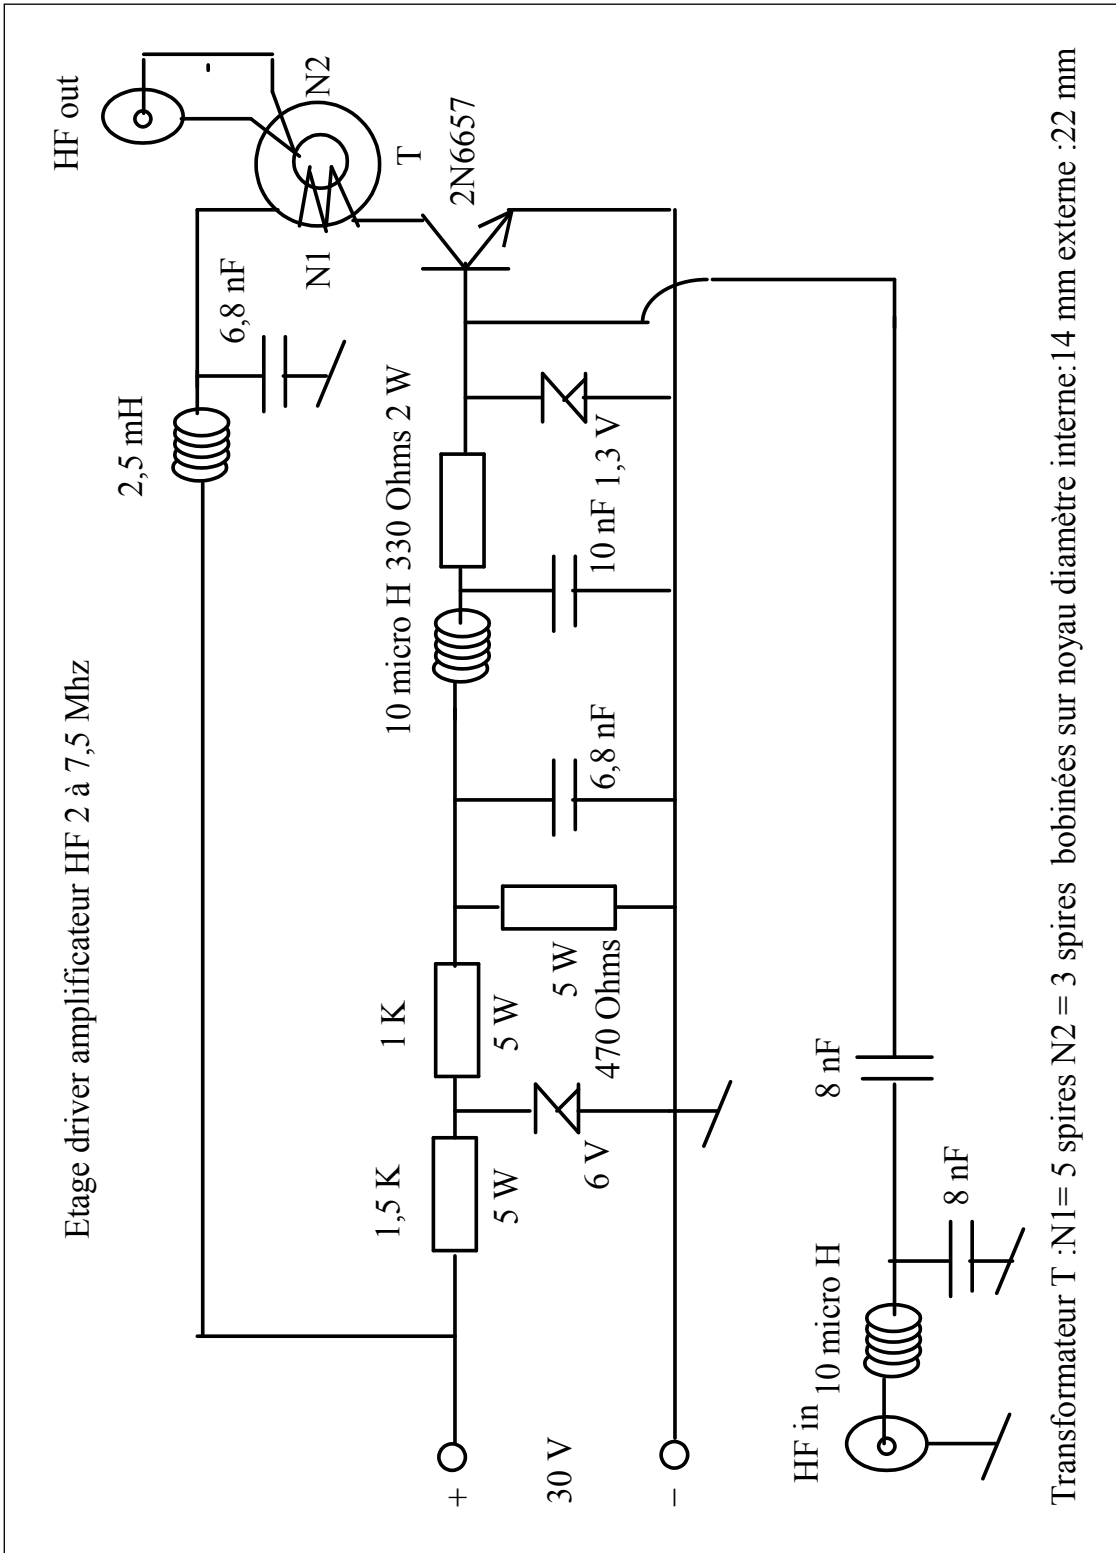 Etage driver amplificateur HF 2 à 7,5 Mhz
HF out
2,5 mH
6,8 nF
N1
N2
T
2N6657
1,5 K
5 W
6 V
1 K
5 W
5 W
470 Ohms
6,8 nF
10 micro H 330 Ohms 2 W
10 nF 1,3 V
+
30 V
–
HF in
10 micro H
8 nF
8 nF
Transformateur T :N1= 5 spires N2 = 3 spires bobinées sur noyau diamètre interne:14 mm externe :22 mm